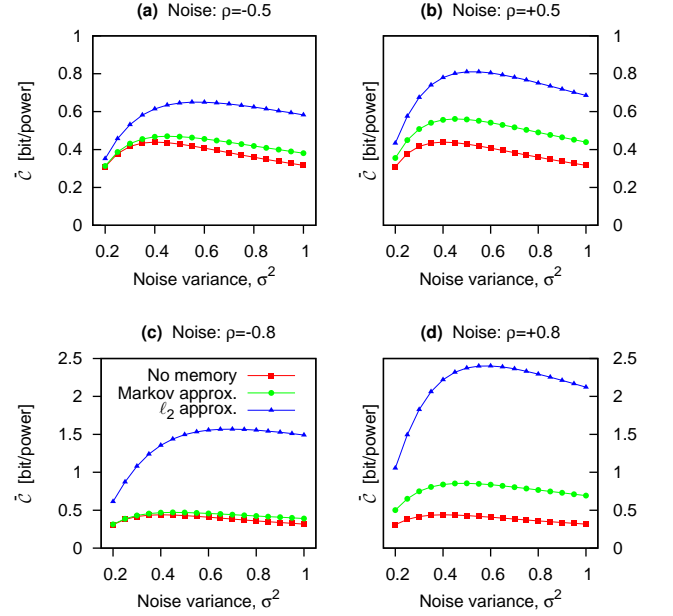 (a) Noise: ρ=-0.5
(b) Noise: ρ=+0.5
1
0.8
0.6
0.4
0.2
0
C̄ [bit/power]
0.2 0.4 0.6 0.8 1
Noise variance, σ²
C̄ [bit/power]
1
0.8
0.6
0.4
0.2
0
0.2 0.4 0.6 0.8 1
Noise variance, σ²
(c) Noise: ρ=-0.8
(d) Noise: ρ=+0.8
2.5
2
1.5
1
0.5
0
C̄ [bit/power]
No memory
Markov approx.
ℓ₂ approx.
0.2 0.4 0.6 0.8 1
Noise variance, σ²
C̄ [bit/power]
2.5
2
1.5
1
0.5
0
0.2 0.4 0.6 0.8 1
Noise variance, σ²